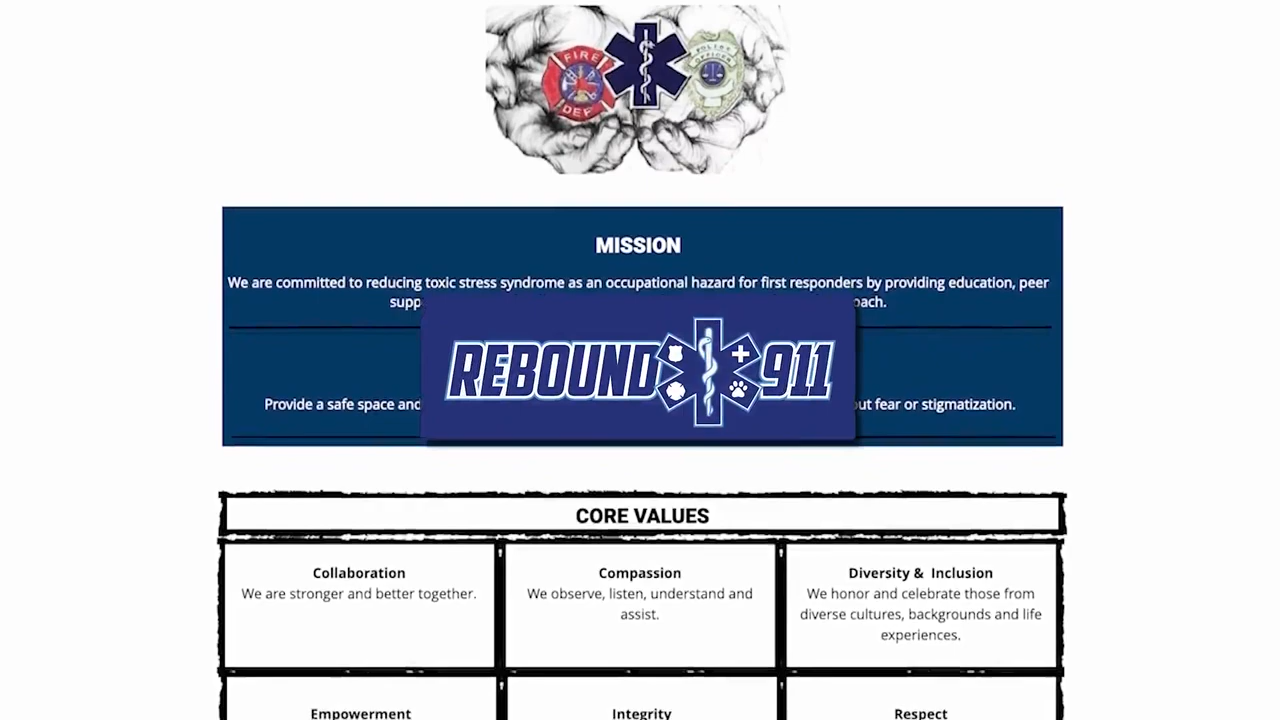 FIRE
DEPT
POLICE
OFFICER
MISSION
We are committed to reducing toxic stress syndrome as an occupational hazard for first responders by providing education, peer
REBOUND 911
Provide a safe space and fear or stigmatization.
CORE VALUES
Collaboration
We are stronger and better together.
Compassion
We observe, listen, understand and
assist.
Diversity & Inclusion
We honor and celebrate those from
diverse cultures, backgrounds and life
experiences.
Empowerment
Integrity
Respect